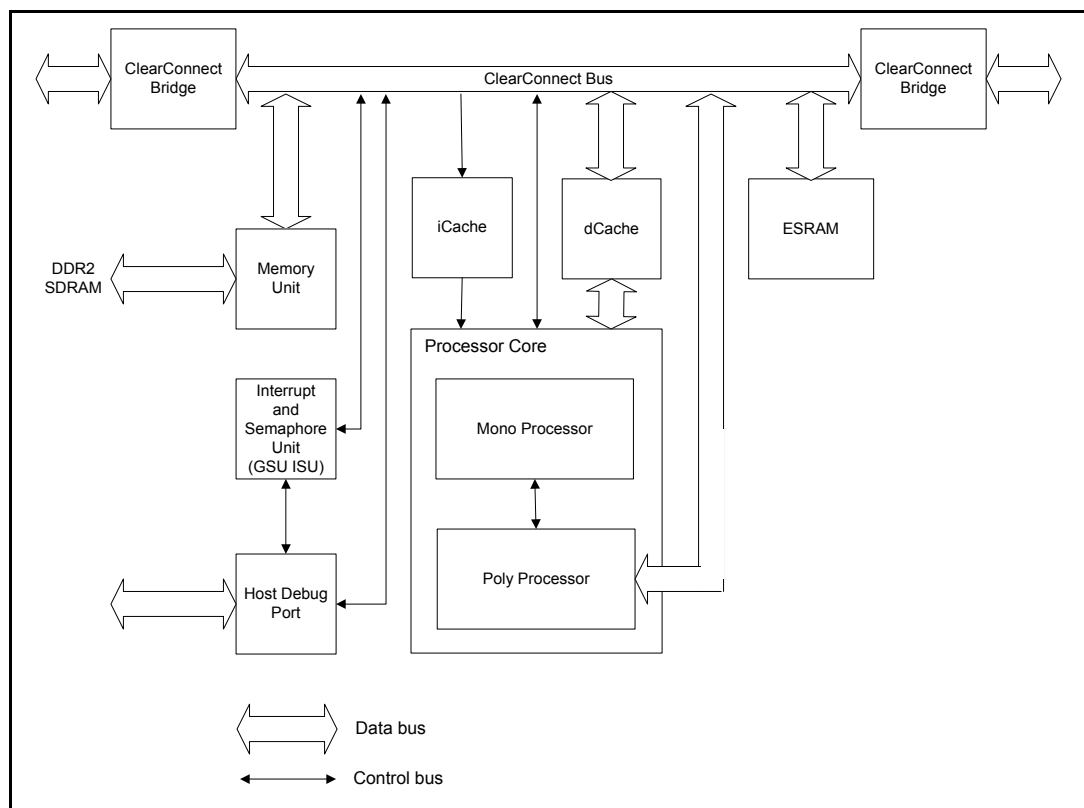 ClearConnect
Bridge
ClearConnect Bus
ClearConnect
Bridge
iCache
dCache
ESRAM
DDR2
SDRAM
Memory
Unit
Processor Core
Interrupt
and
Semaphore
Unit
(GSU ISU)
Mono Processor
Poly Processor
Host Debug
Port
Data bus
Control bus